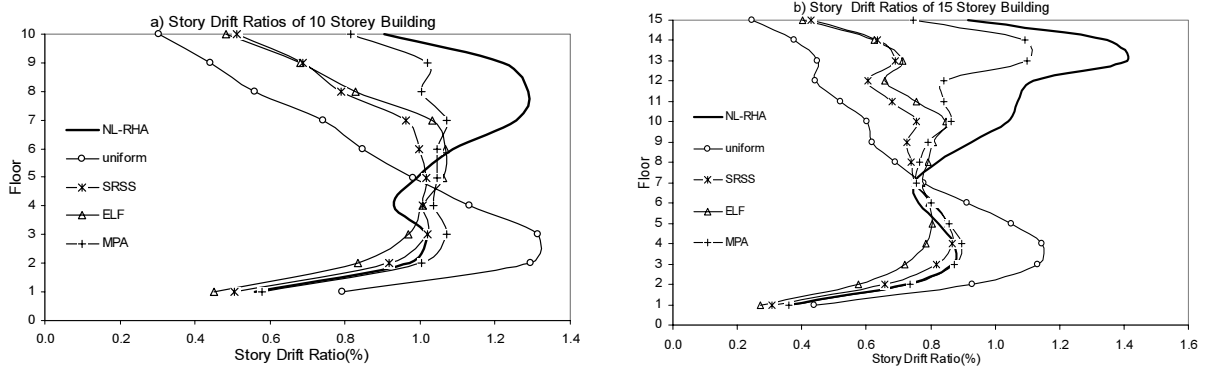 a) Story Drift Ratios of 10 Storey Building
10
9
8
7
6
5
4
3
2
1
0
Floor
NL-RHA
uniform
SRSS
ELF
MPA
0.0 0.2 0.4 0.6 0.8 1.0 1.2 1.4
Story Drift Ratio(%)
b) Story Drift Ratios of 15 Storey Building
15
14
13
12
11
10
9
8
7
6
5
4
3
2
1
0
Floor
NL-RHA
uniform
SRSS
ELF
MPA
0.0 0.2 0.4 0.6 0.8 1.0 1.2 1.4 1.6
Story Drift Ratio(%)